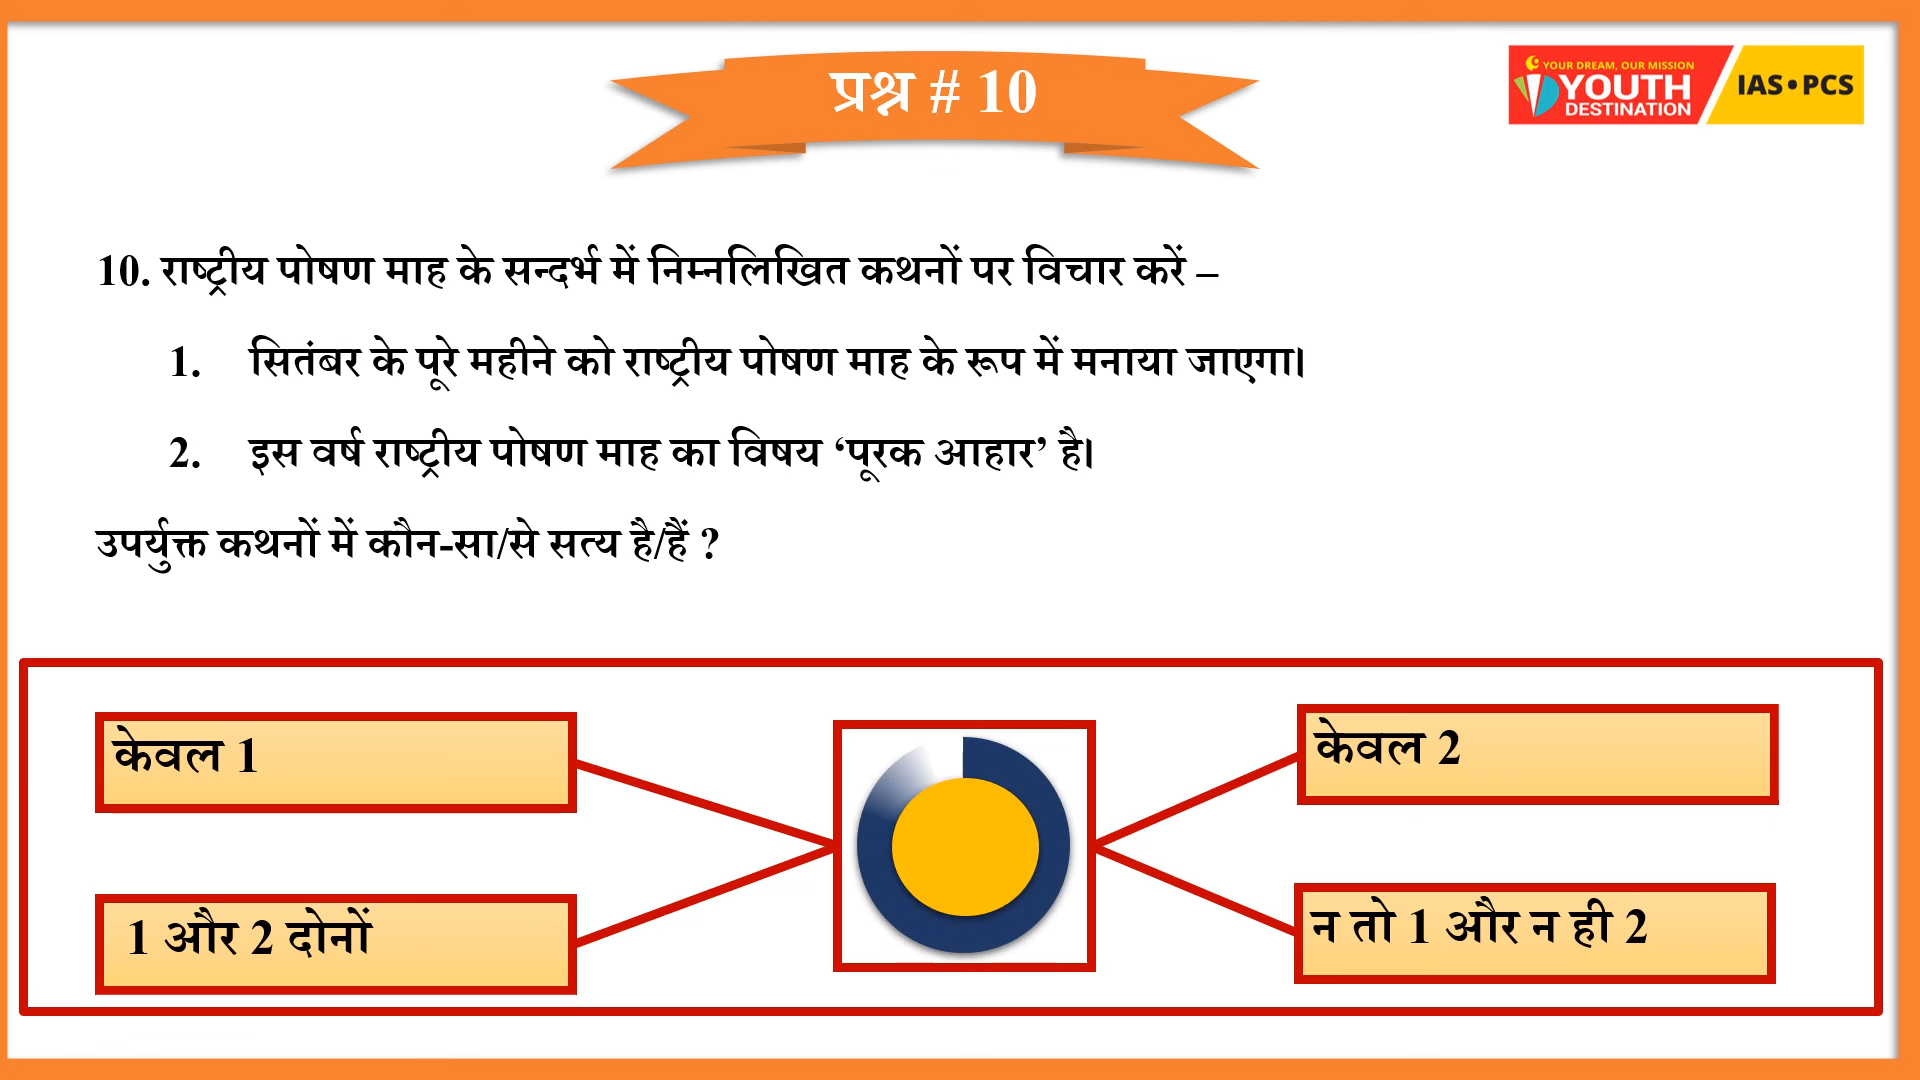 प्रश्न # 10
YOUR DREAM, OUR MISSION
YOUTH
DESTINATION
IAS•PCS
10. राष्ट्रीय पोषण माह के सन्दर्भ में निम्नलिखित कथनों पर विचार करें –
1. सितंबर के पूरे महीने को राष्ट्रीय पोषण माह के रूप में मनाया जाएगा।
2. इस वर्ष राष्ट्रीय पोषण माह का विषय ‘पूरक आहार’ है।
उपर्युक्त कथनों में कौन-सा/से सत्य है/हैं ?
केवल 1
केवल 2
1 और 2 दोनों
न तो 1 और न ही 2